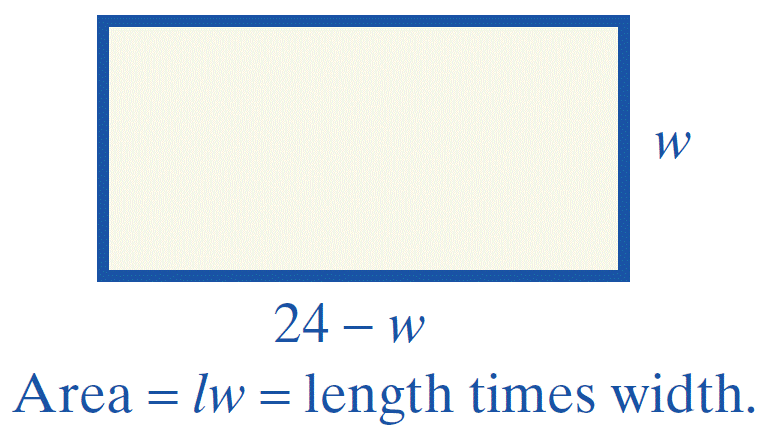 w
24 – w
Area = lw = length times width.